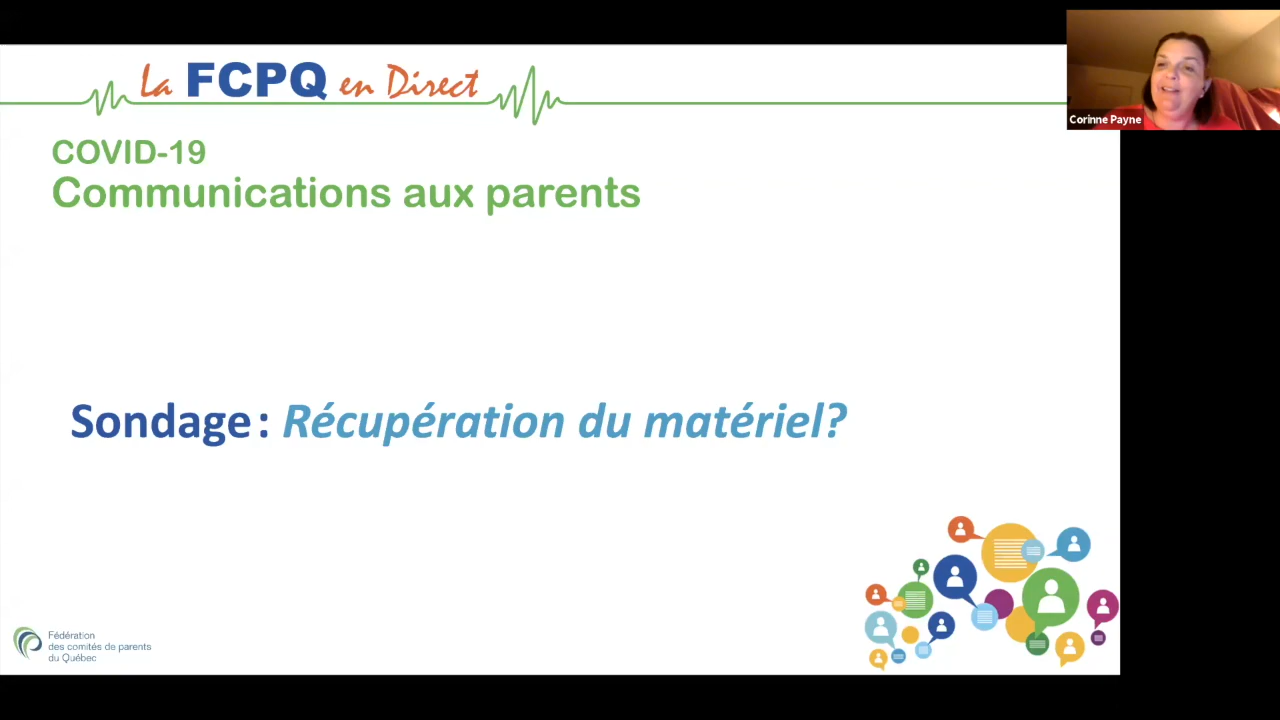 La FCPQ en Direct
Corinne Payne
COVID-19
Communications aux parents
Sondage : Récupération du matériel?
Fédération
des comités de parents
du Québec